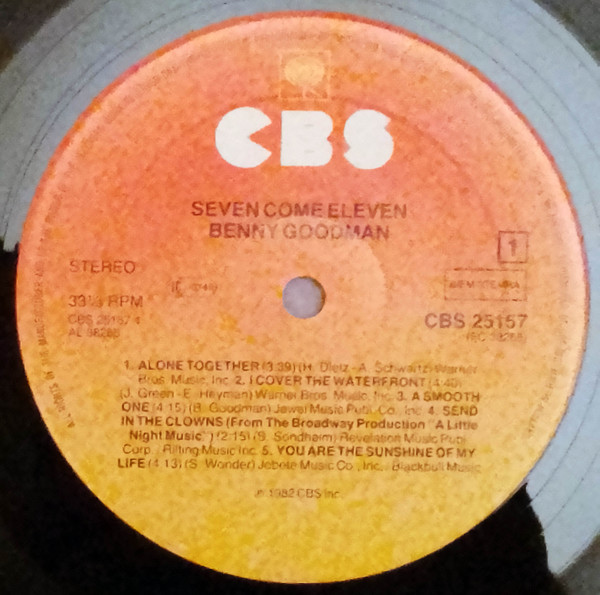 CBS
SEVEN COME ELEVEN
BENNY GOODMAN
1
STEREO
33⅓ RPM
CBS 25157
AL 38265
CBS 25157
1. ALONE TOGETHER (3:39) (H. Dietz - A. Schwartz) Warner
Bros. Music, Inc. 2. I COVER THE WATERFRONT (4:40)
(J. Green - E. Heyman) Warner Bros. Music, Inc. 3. A SMOOTH
ONE (4:15) (B. Goodman) Jewel Music Publ. Co., Inc. 4. SEND
IN THE CLOWNS (From The Broadway Production "A Little
Night Music") (2:15) (S. Sondheim) Revelation Music Publ.
Corp., Rilting Music Inc. 5. YOU ARE THE SUNSHINE OF MY
LIFE (4:13) (S. Wonder) Jobete Music Co., Inc., Blackbull Music
1982 CBS Inc.